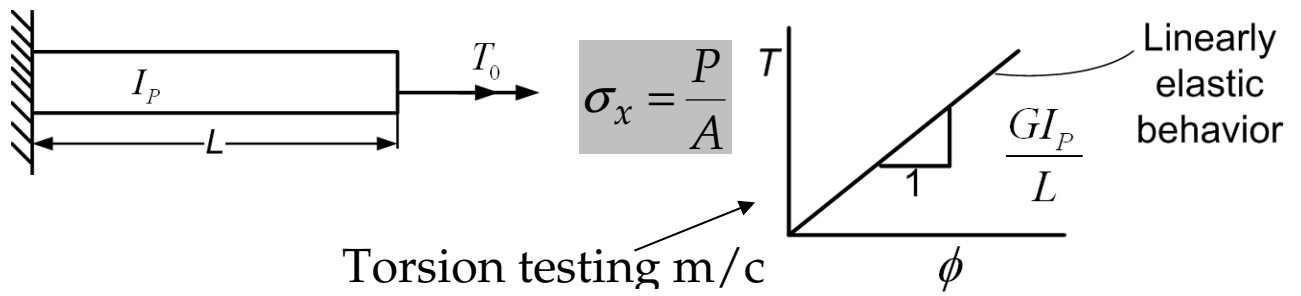 I_P
T_0
L
σ_x = P/A
T
Linearly
elastic
behavior
GI_P/L
1
ϕ
Torsion testing m/c